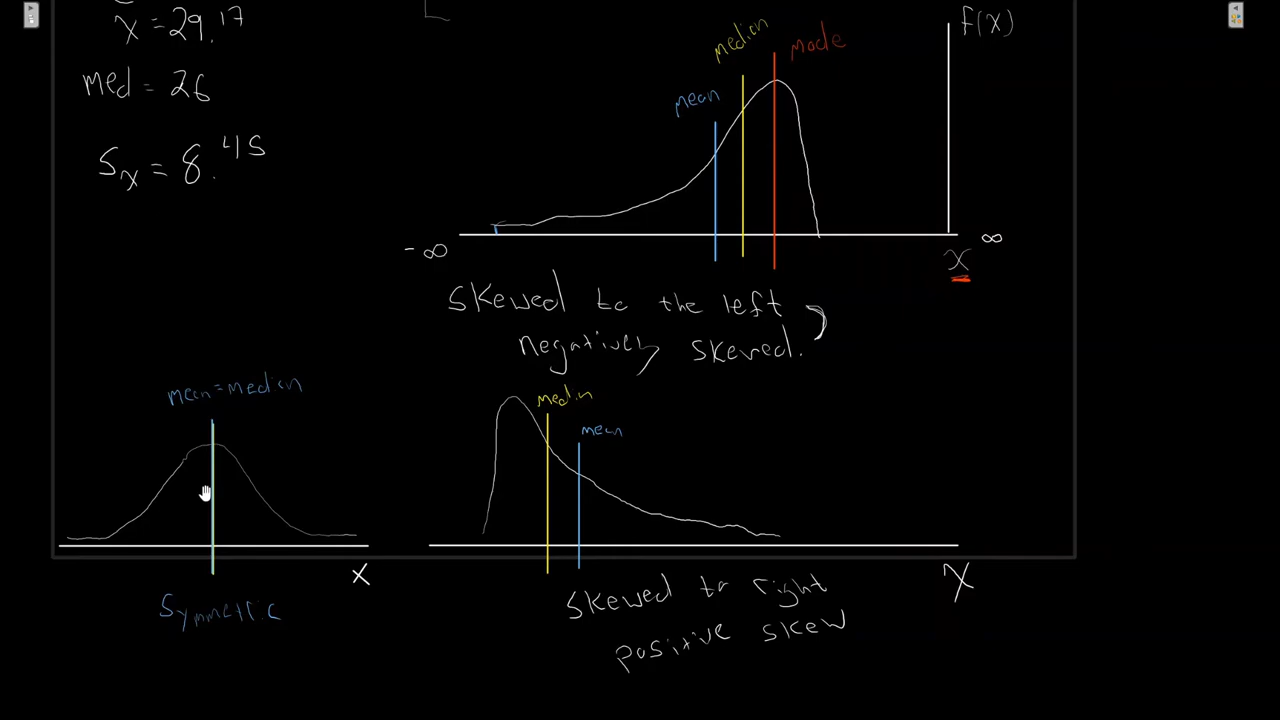 x = 29.17
med = 26
Sx = 8.45
median
mode
mean
f(x)
-∞
∞
x
skewed to the left
negatively skewed.
mean = median
x
symmetric
median
mean
x
skewed to right
positive skew